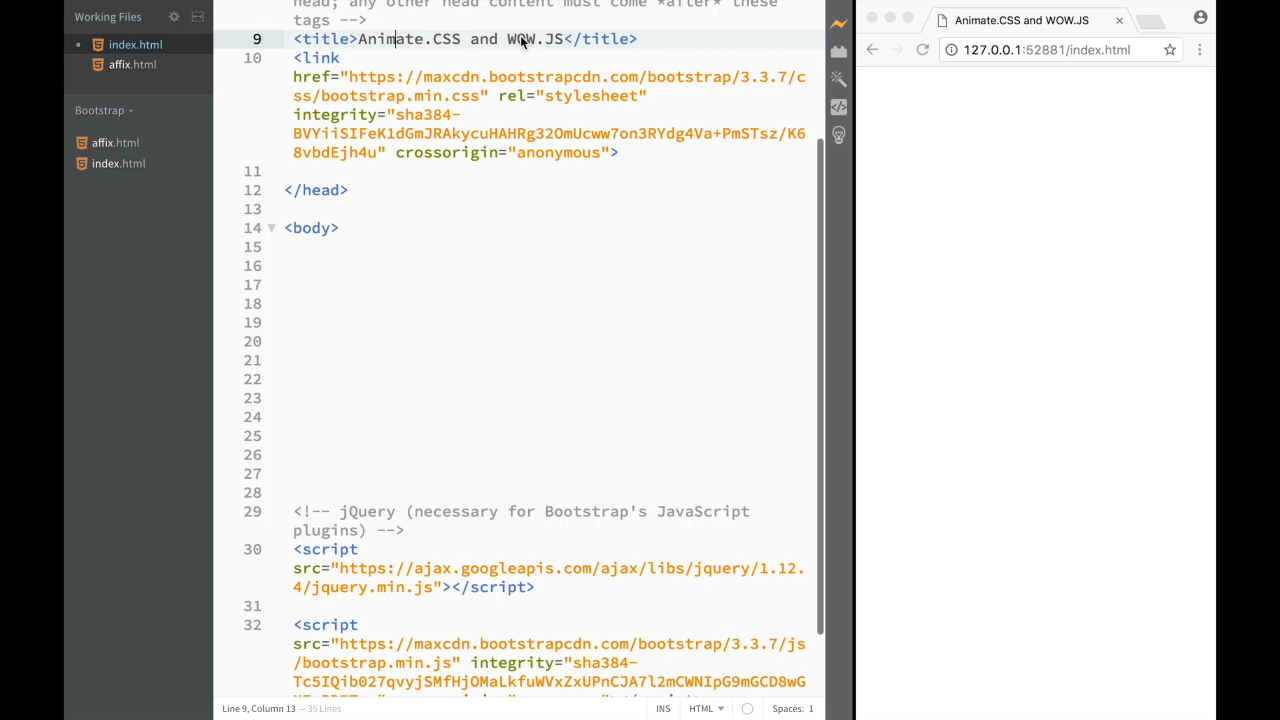 Working Files
index.html
affix.html
Bootstrap
affix.html
index.html
head; any other head content must come *after* these
tags -->
9 <title>Animate.CSS and WOW.JS</title>
10 <link
href="https://maxcdn.bootstrapcdn.com/bootstrap/3.3.7/c
ss/bootstrap.min.css" rel="stylesheet"
integrity="sha384-
BVYiiSIFeK1dGmJRAkycuHAHRg32OmUcww7on3RYdg4Va+PmSTsz/K6
8vbdEjh4u" crossorigin="anonymous">
11
12 </head>
13
14 <body>
15
16
17
18
19
20
21
22
23
24
25
26
27
28
29 <!-- jQuery (necessary for Bootstrap's JavaScript
plugins) -->
30 <script
src="https://ajax.googleapis.com/ajax/libs/jquery/1.12.
4/jquery.min.js"></script>
31
32 <script
src="https://maxcdn.bootstrapcdn.com/bootstrap/3.3.7/js
/bootstrap.min.js" integrity="sha384-
Tc5IQib027qvyjSMfHjOMaLkfuWVxZxUPnCJA7l2mCWNIpG9mGCD8wG
Line 9, Column 13 — 35 Lines
INS
HTML
Spaces: 1
Animate.CSS and WOW.JS
127.0.0.1:52881/index.html